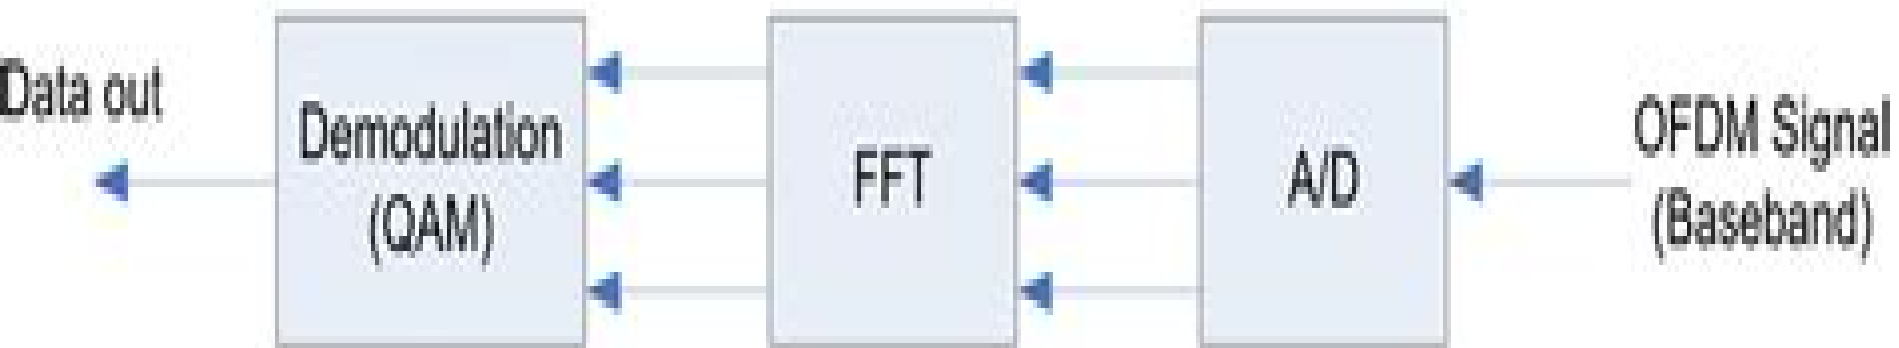 Data out
Demodulation
(QAM)
FFT
A/D
OFDM Signal
(Baseband)